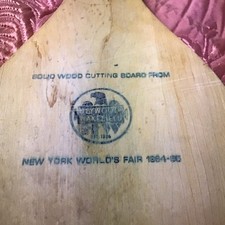 SOLID WOOD CUTTING BOARD FROM
NEW YORK WORLD'S FAIR 1964-65